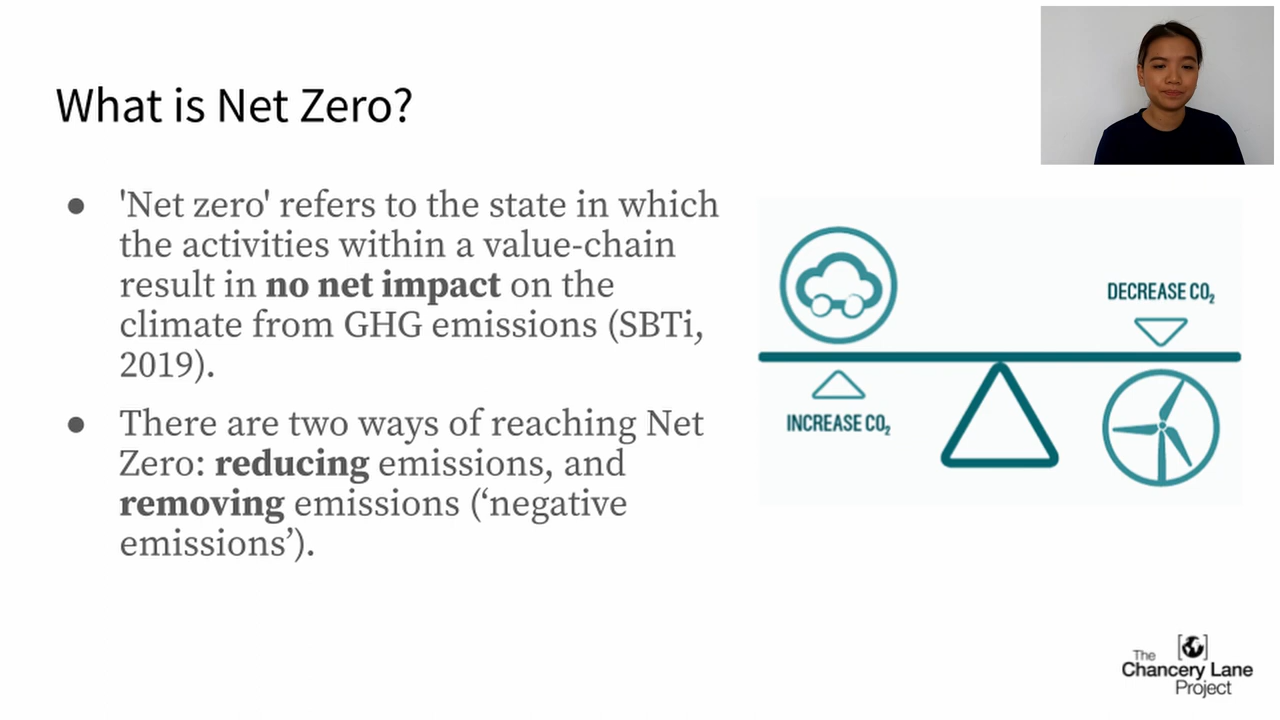 What is Net Zero?
● 'Net zero' refers to the state in which
the activities within a value-chain
result in no net impact on the
climate from GHG emissions (SBTi,
2019).
● There are two ways of reaching Net
Zero: reducing emissions, and
removing emissions (‘negative
emissions’).
DECREASE CO₂
INCREASE CO₂
The
Chancery Lane
Project